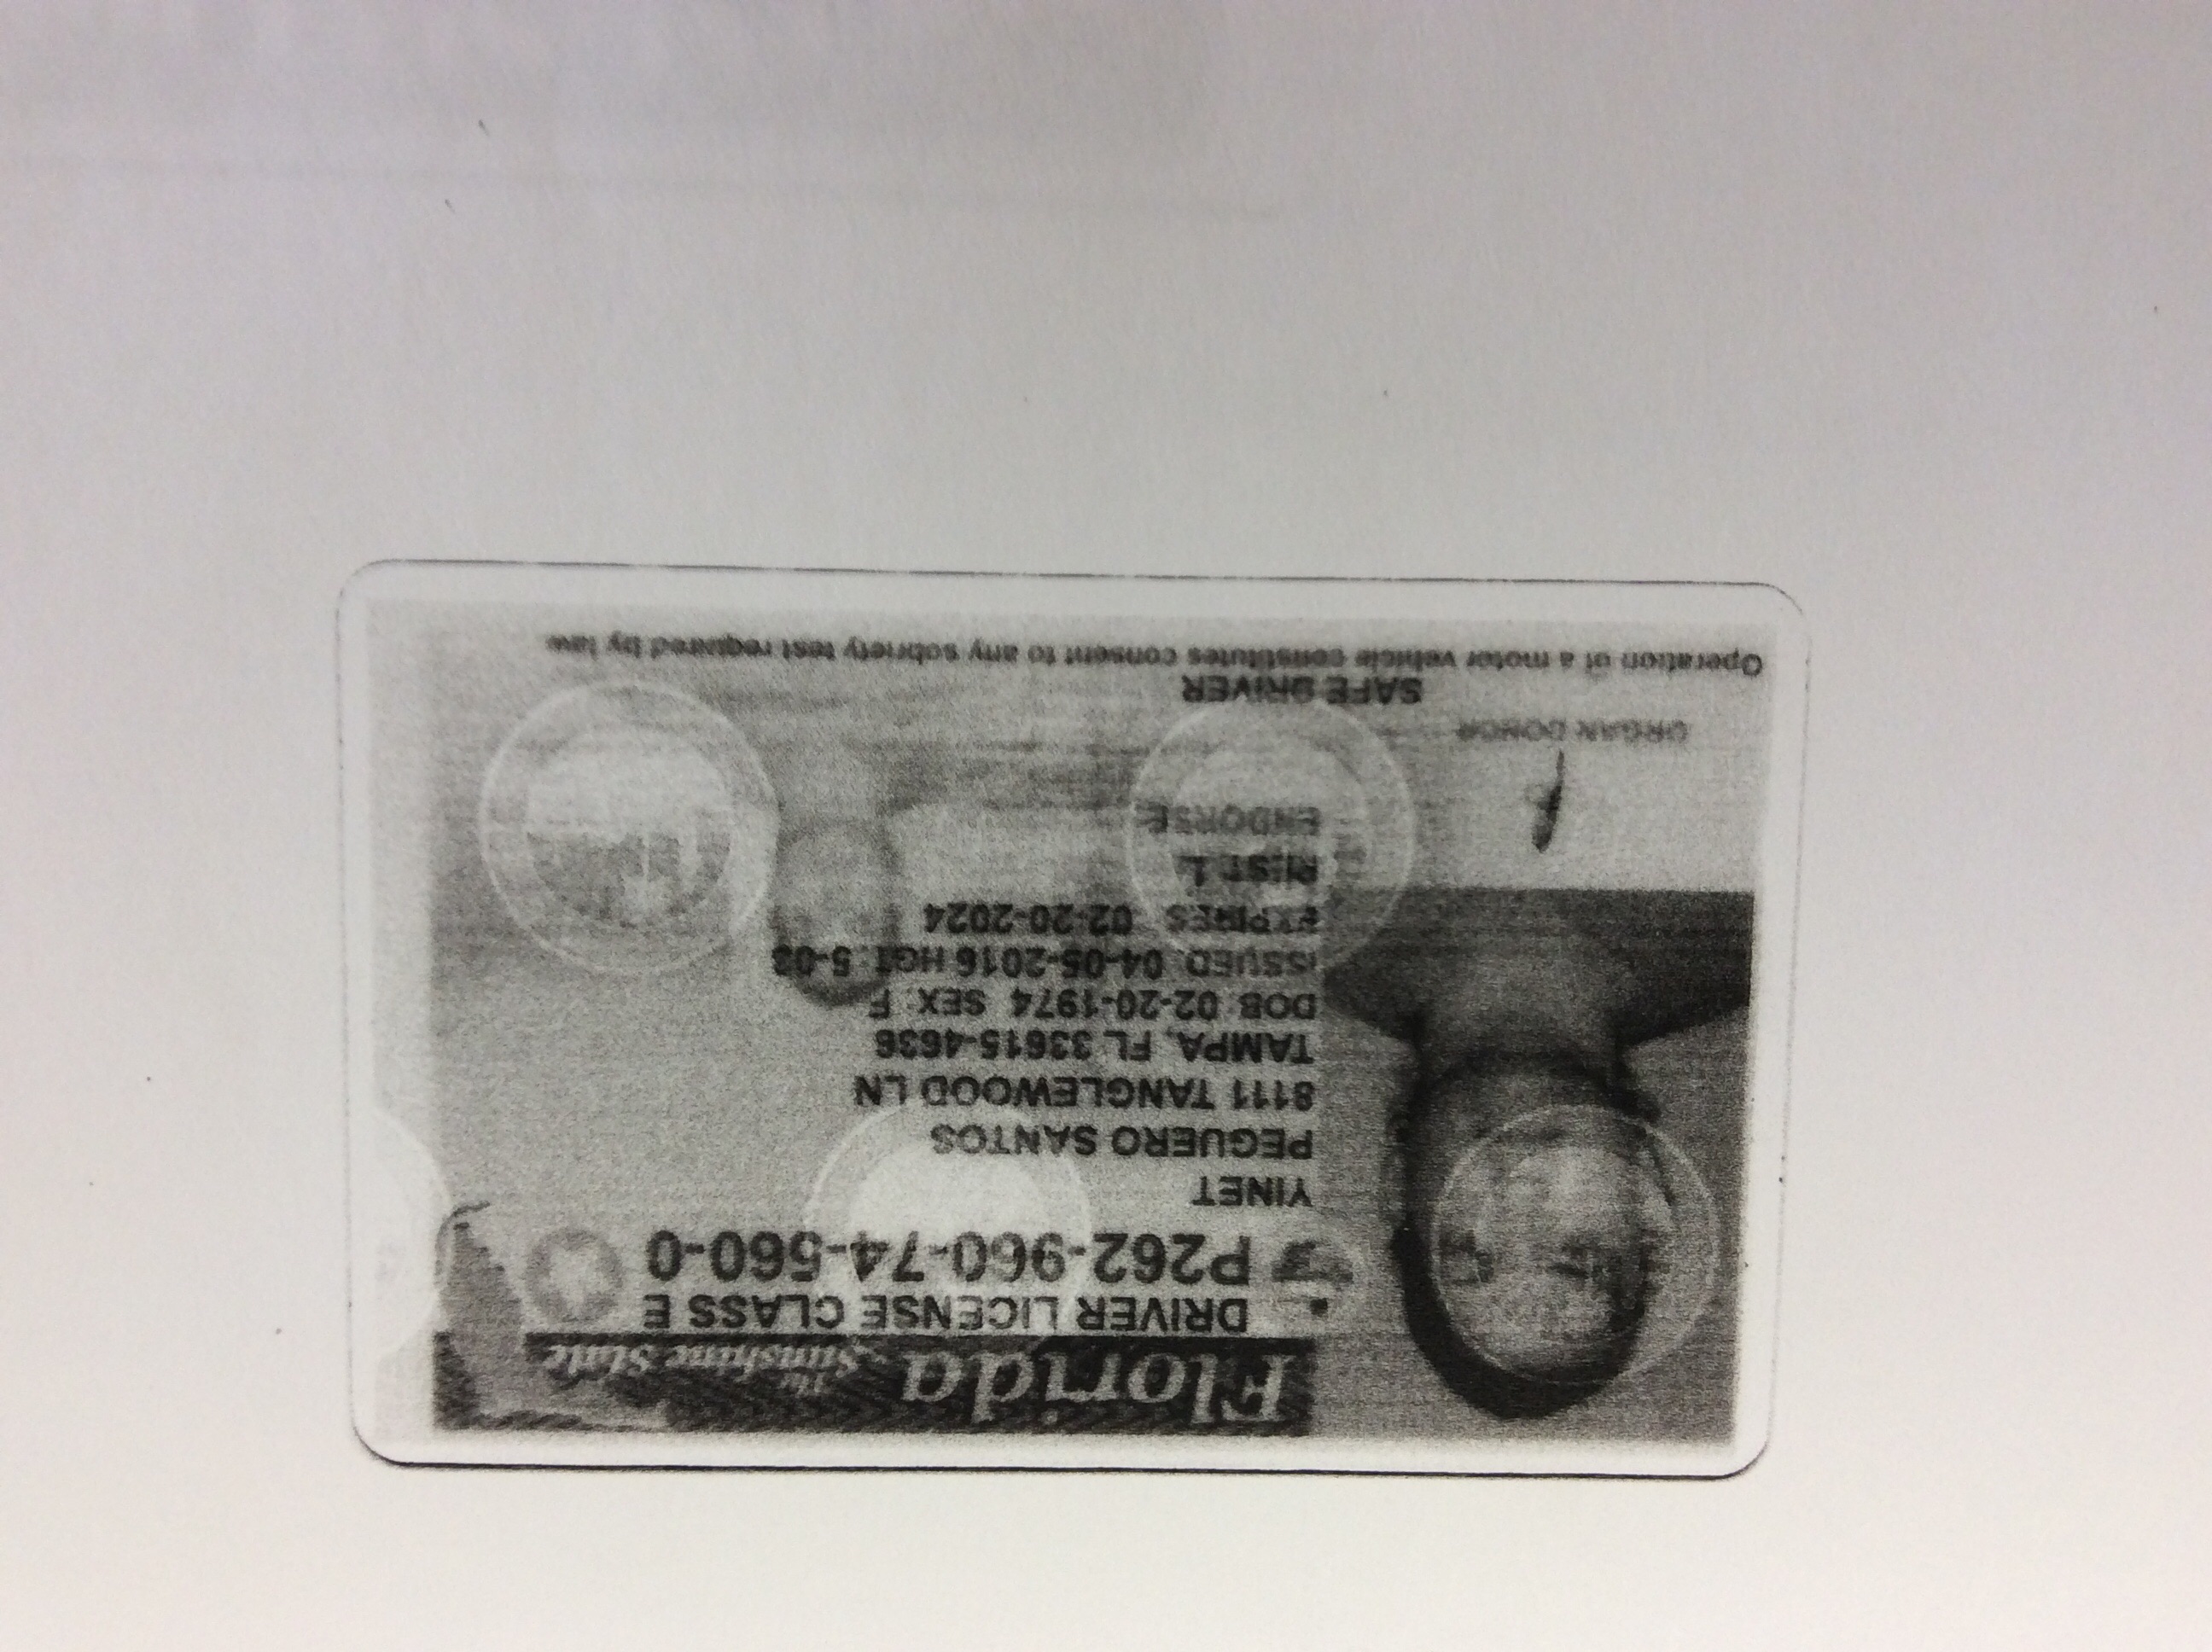 Florida
The Sunshine State
DRIVER LICENSE CLASS E
P262-960-74-560-0
YINET
PEGUERO SANTOS
8111 TANGLEWOOD LN
TAMPA, FL 33615-4636
DOB 02-20-1974 SEX: F
ISSUED 04-05-2016 HGT: 5-03
EXPIRES 02-20-2024
REST
ENDORSE
ORGAN DONOR
SAFE DRIVER
Operation of a motor vehicle constitutes consent to any sobriety test required by law